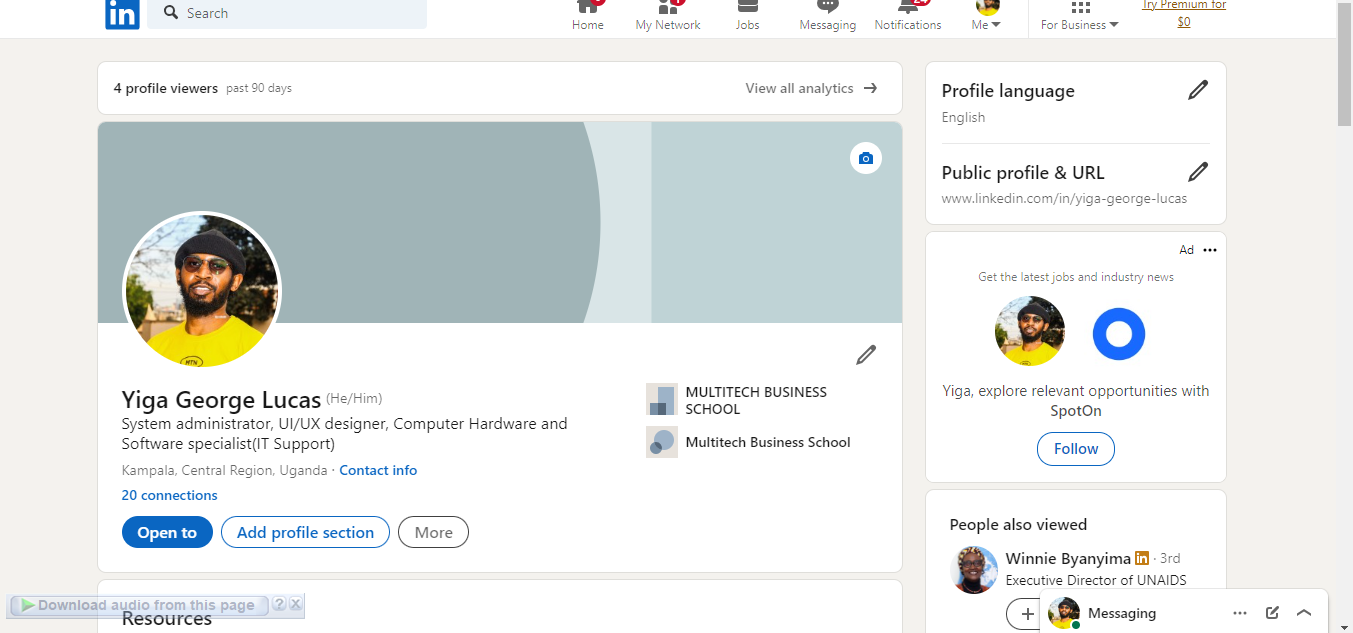 in
Search
Home
My Network
Jobs
Messaging
24
Notifications
Me
For Business
Try Premium for
$0
4 profile viewers past 90 days
View all analytics
Yiga George Lucas (He/Him)
System administrator, UI/UX designer, Computer Hardware and
Software specialist(IT Support)
Kampala, Central Region, Uganda · Contact info
20 connections
Open to
Add profile section
More
MULTITECH BUSINESS
SCHOOL
Multitech Business School
Resources
Download audio from this page ? X
Profile language
English
Public profile & URL
www.linkedin.com/in/yiga-george-lucas
Ad
Get the latest jobs and industry news
Yiga, explore relevant opportunities with
SpotOn
Follow
People also viewed
Winnie Byanyima in · 3rd
Executive Director of UNAIDS
Messaging
MTN